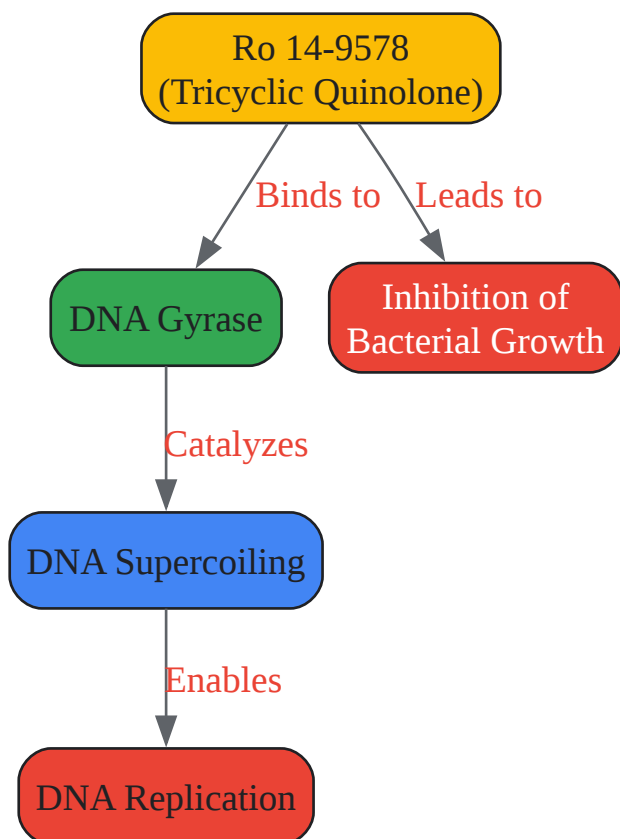 Ro 14-9578
(Tricyclic Quinolone)
Binds to
Leads to
DNA Gyrase
Inhibition of
Bacterial Growth
Catalyzes
DNA Supercoiling
Enables
DNA Replication